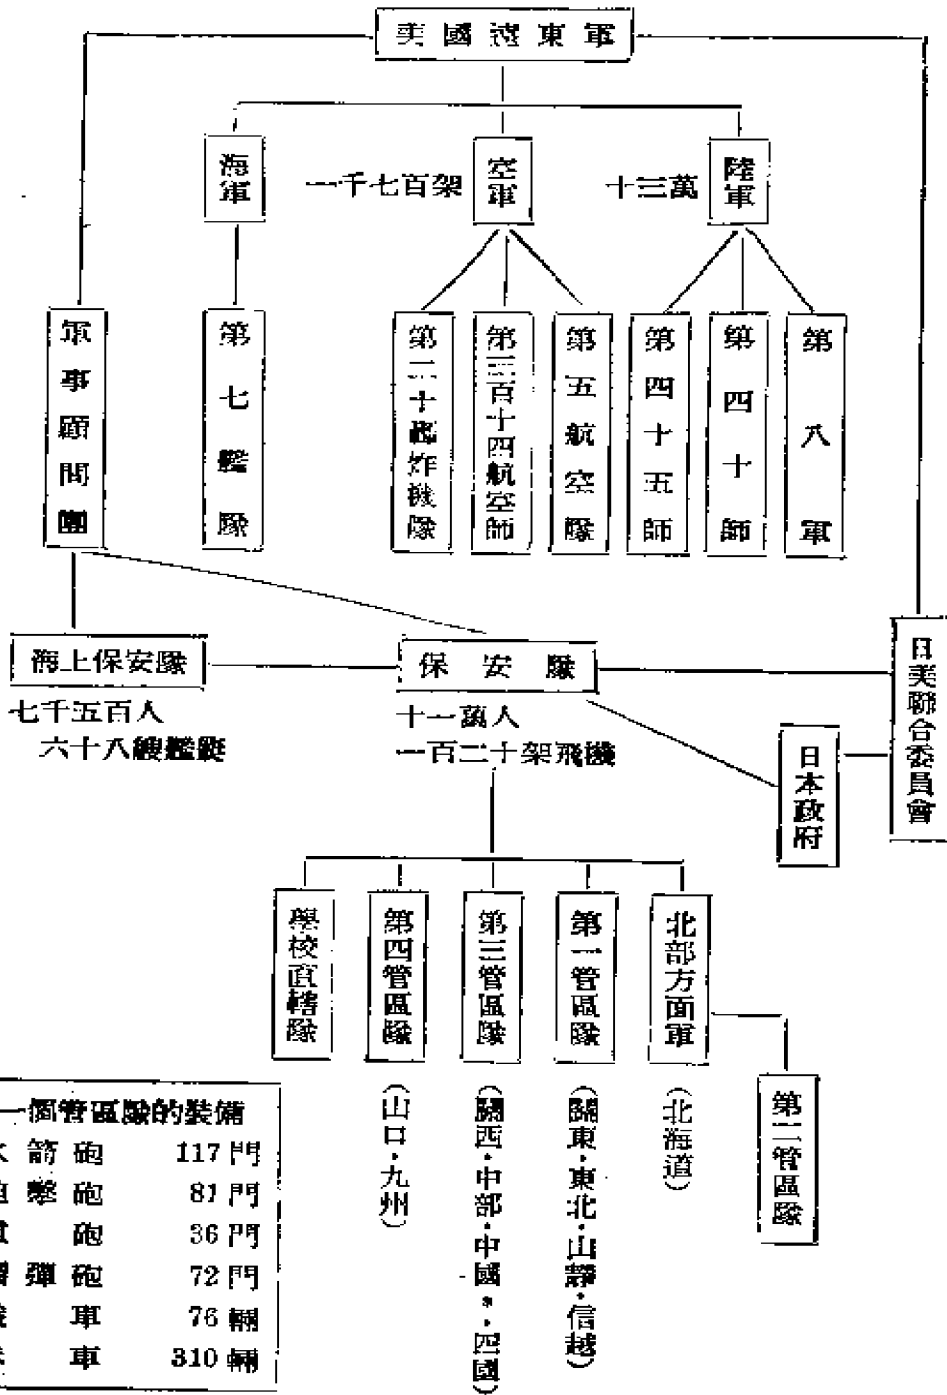 美國遠東軍
海軍
一千七百架
空軍
十三萬
陸軍
軍事顧問團
第七艦隊
第二十轟炸機隊
第三百十四航空師
第五航空隊
第四十五師
第四十師
第八軍
海上保安隊
七千五百人
六十八艘艦艇
保安隊
十一萬人
一百二十架飛機
日美聯合委員會
日本政府
學校直轄隊
第四管區隊
(山口·九州)
第三管區隊
(關西·中部·中國··四國)
第一管區隊
(關東·東北·山靜·信越)
北部方面軍
(北海道)
第二管區隊
一個管區隊的裝備
箭砲 117門
擊砲 81門
砲 36門
彈砲 72門
車 76輛
車 310輛